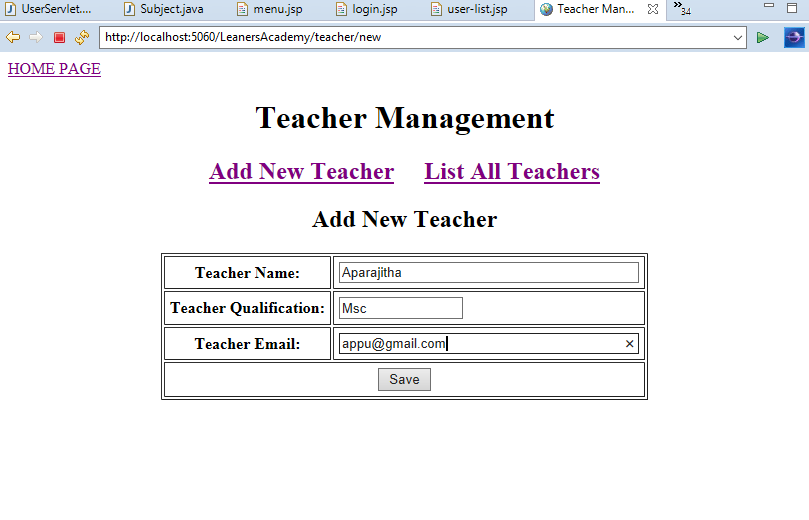 UserServlet.... Subject.java menu.jsp login.jsp user-list.jsp Teacher Man... 34
http://localhost:5060/LeanersAcademy/teacher/new
HOME PAGE
Teacher Management
Add New Teacher List All Teachers
Add New Teacher
Teacher Name: Aparajitha
Teacher Qualification: Msc
Teacher Email: appu@gmail.com
Save